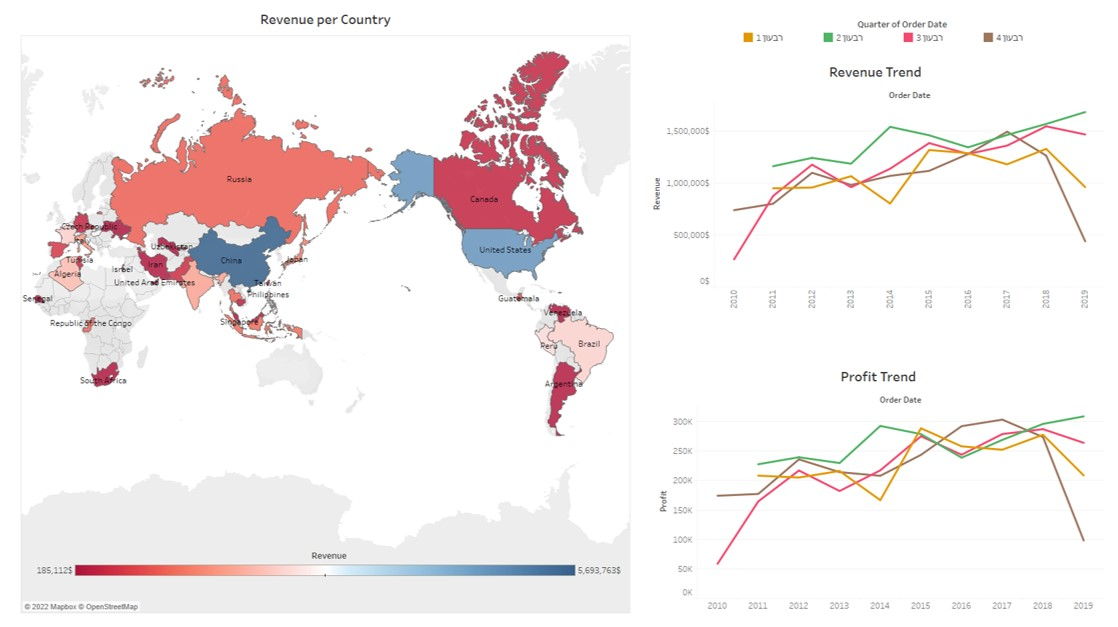 Revenue per Country
Russia
Canada
Czech Republic
Italy
Uzbekistan
United States
China
Japan
Tunisia
Iran
Israel
Algeria
United Arab Emirates
Taiwan
Philippines
Senegal
Guatemala
Venezuela
Republic of the Congo
Singapore
Peru
Brazil
South Africa
Argentina
Revenue
185,112$
5,693,763$
© 2022 Mapbox © OpenStreetMap
Quarter of Order Date
רבעון 1
רבעון 2
רבעון 3
רבעון 4
Revenue Trend
Order Date
Revenue
1,500,000$
1,000,000$
500,000$
0$
2010 2011 2012 2013 2014 2015 2016 2017 2018 2019
Profit Trend
Order Date
Profit
300K
250K
200K
150K
100K
50K
0K
2010 2011 2012 2013 2014 2015 2016 2017 2018 2019